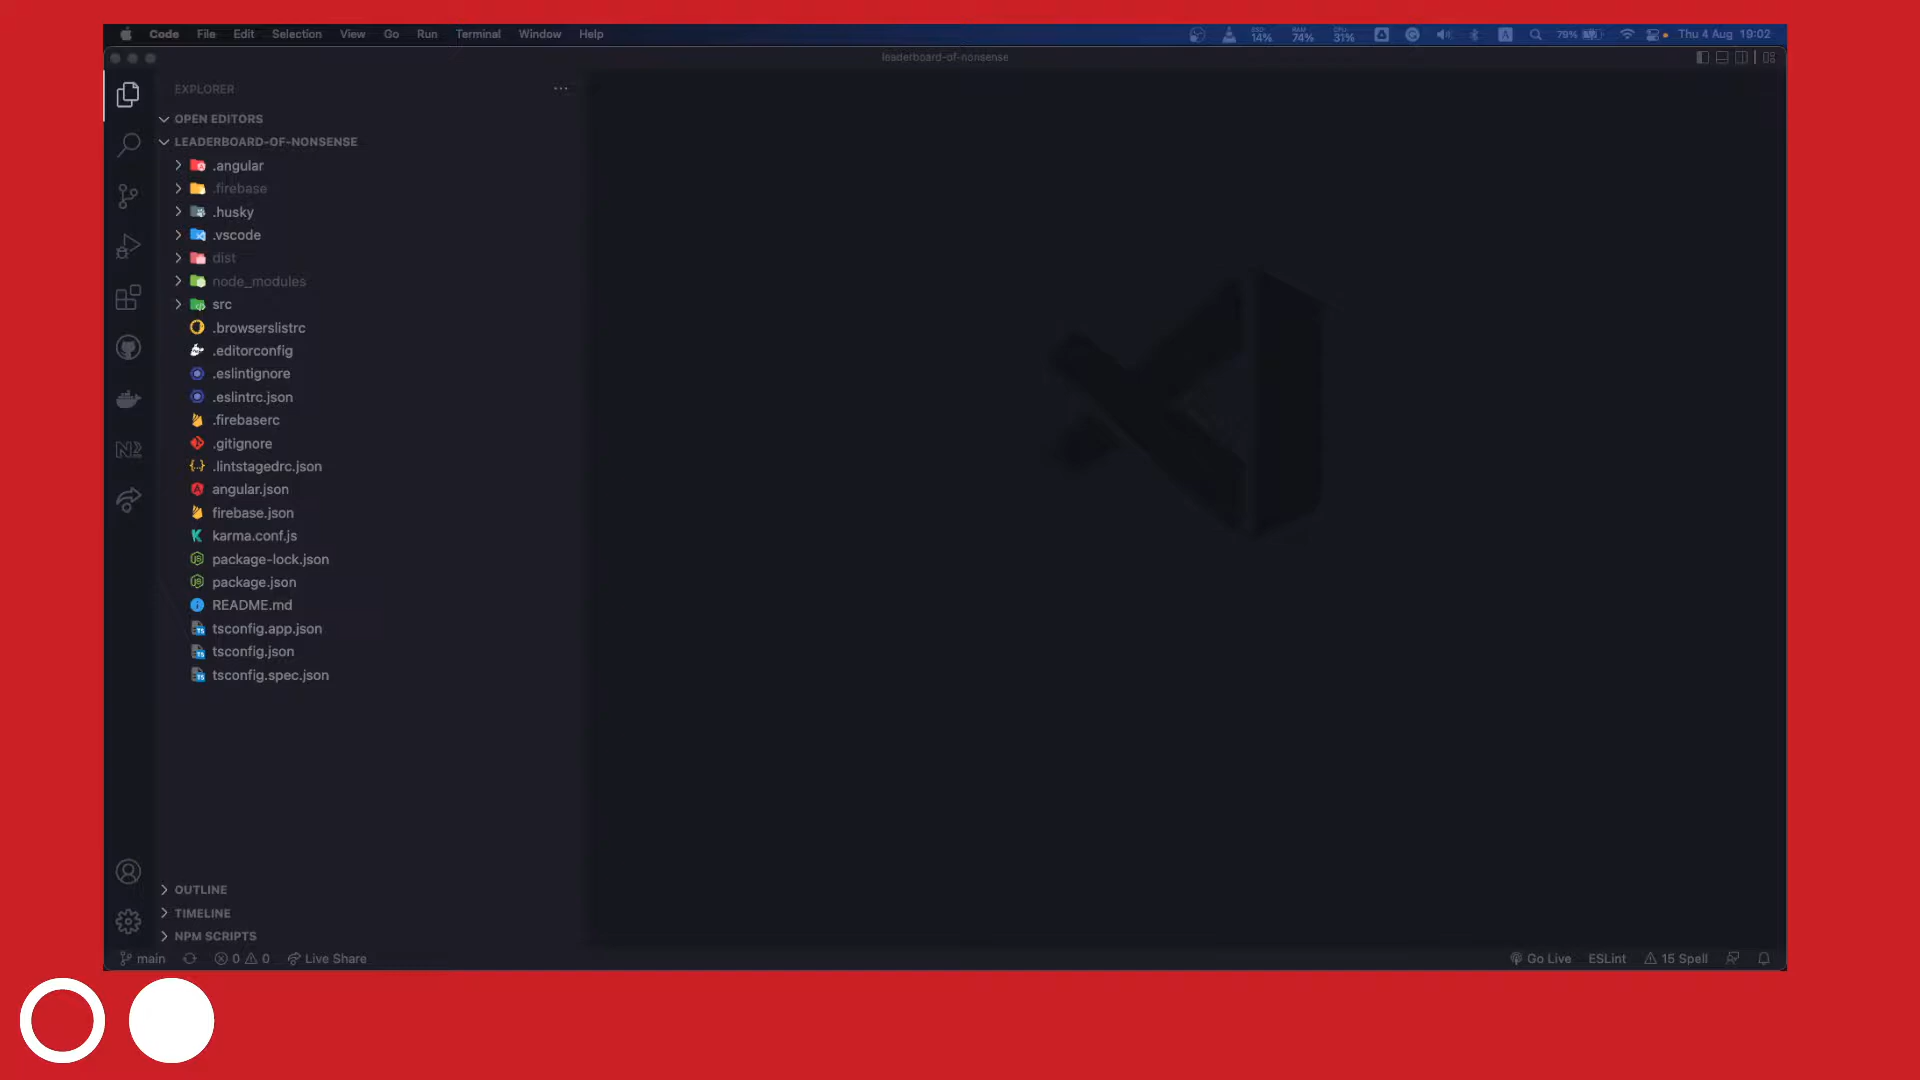 Code File Edit Selection View Go Run Terminal Window Help
SSD 14% RAM 74% CPU 31% A 79% Thu 4 Aug 19:02
leaderboard-of-nonsense
EXPLORER
OPEN EDITORS
LEADERBOARD-OF-NONSENSE
.angular
.firebase
.husky
.vscode
dist
node_modules
src
.browserslistrc
.editorconfig
.eslintignore
.eslintrc.json
.firebaserc
.gitignore
.lintstagedrc.json
angular.json
firebase.json
karma.conf.js
package-lock.json
package.json
README.md
tsconfig.app.json
tsconfig.json
tsconfig.spec.json
OUTLINE
TIMELINE
NPM SCRIPTS
main 0 0 Live Share
Go Live ESLint 15 Spell